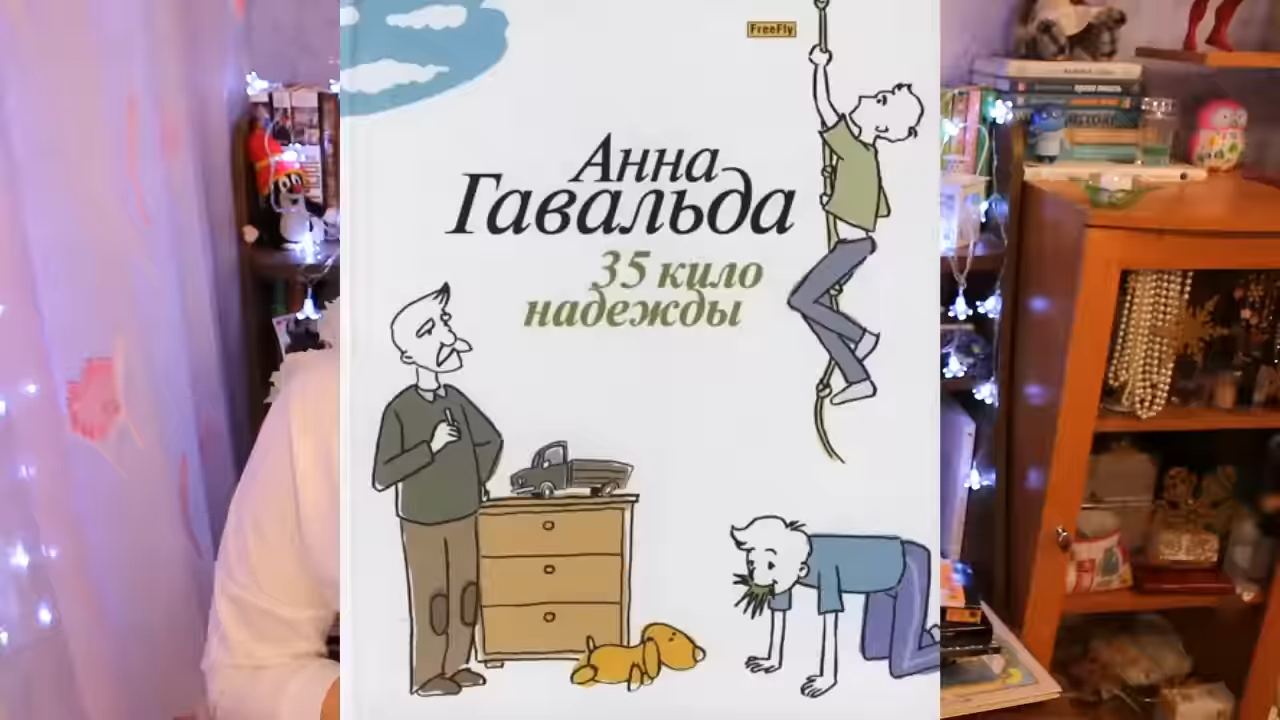 FreeFly
Анна
Гавальда
35 кило
надежды